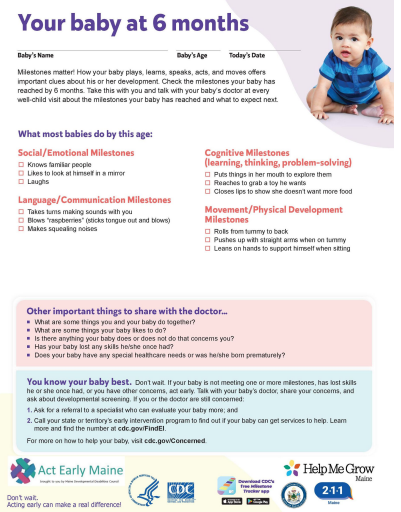 Your baby at 6 months
Baby's Name Baby's Age Today's Date
Milestones matter! How your baby plays, learns, speaks, acts, and moves offers
important clues about his or her development. Check the milestones your baby has
reached by 6 months. Take this with you and talk with your baby's doctor at every
well-child visit about the milestones your baby has reached and what to expect next.
What most babies do by this age:
Social/Emotional Milestones
Knows familiar people
Likes to look at himself in a mirror
Laughs
Language/Communication Milestones
Takes turns making sounds with you
Blows "raspberries" (sticks tongue out and blows)
Makes squealing noises
Cognitive Milestones
(learning, thinking, problem-solving)
Puts things in her mouth to explore them
Reaches to grab a toy he wants
Closes lips to show she doesn't want more food
Movement/Physical Development
Milestones
Rolls from tummy to back
Pushes up with straight arms when on tummy
Leans on hands to support himself when sitting
Other important things to share with the doctor...
What are some things you and your baby do together?
What are some things your baby likes to do?
Is there anything your baby does or does not do that concerns you?
Has your baby lost any skills he/she once had?
Does your baby have any special healthcare needs or was he/she born prematurely?
You know your baby best. Don't wait. If your baby is not meeting one or more milestones, has lost skills
he or she once had, or you have other concerns, act early. Talk with your baby's doctor, share your concerns, and
ask about developmental screening. If you or the doctor are still concerned:
1. Ask for a referral to a specialist who can evaluate your baby more; and
2. Call your state or territory's early intervention program to find out if your baby can get services to help. Learn
more and find the number at cdc.gov/FindEI.
For more on how to help your baby, visit cdc.gov/Concerned.
Act Early Maine
brought to you by Maine Developmental Disabilities Council
Don't wait.
Acting early can make a real difference!
CDC
Download CDC's
Free Milestone
Tracker app
Help Me Grow
Maine
2-1-1
Maine